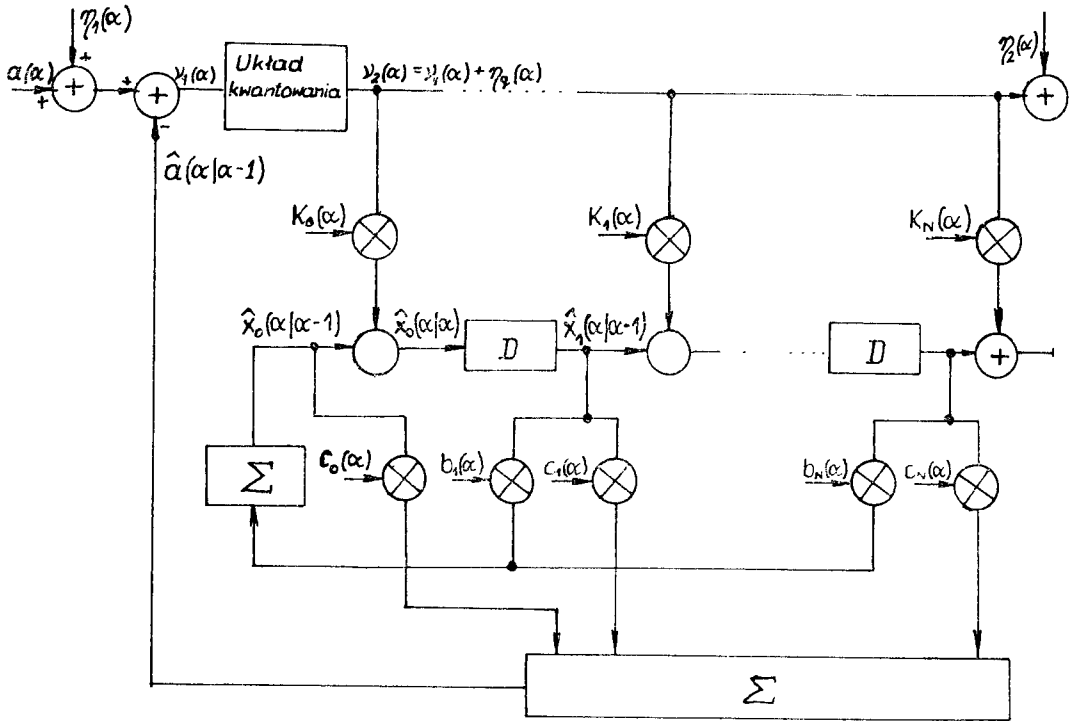 η₁(α)
η₂(α)
a(α)
+
+
+
+
+
-
ν₁(α)
Układ
kwantowania
ν₂(α) = ν₁(α) + η_q(α)
+
â(α|α-1)
K₀(α)
K₁(α)
K_N(α)
x̂₀(α|α-1)
x̂₀(α|α)
D
x̂₁(α|α-1)
D
+
Σ
c₀(α)
b₁(α)
c₁(α)
b_N(α)
c_N(α)
Σ